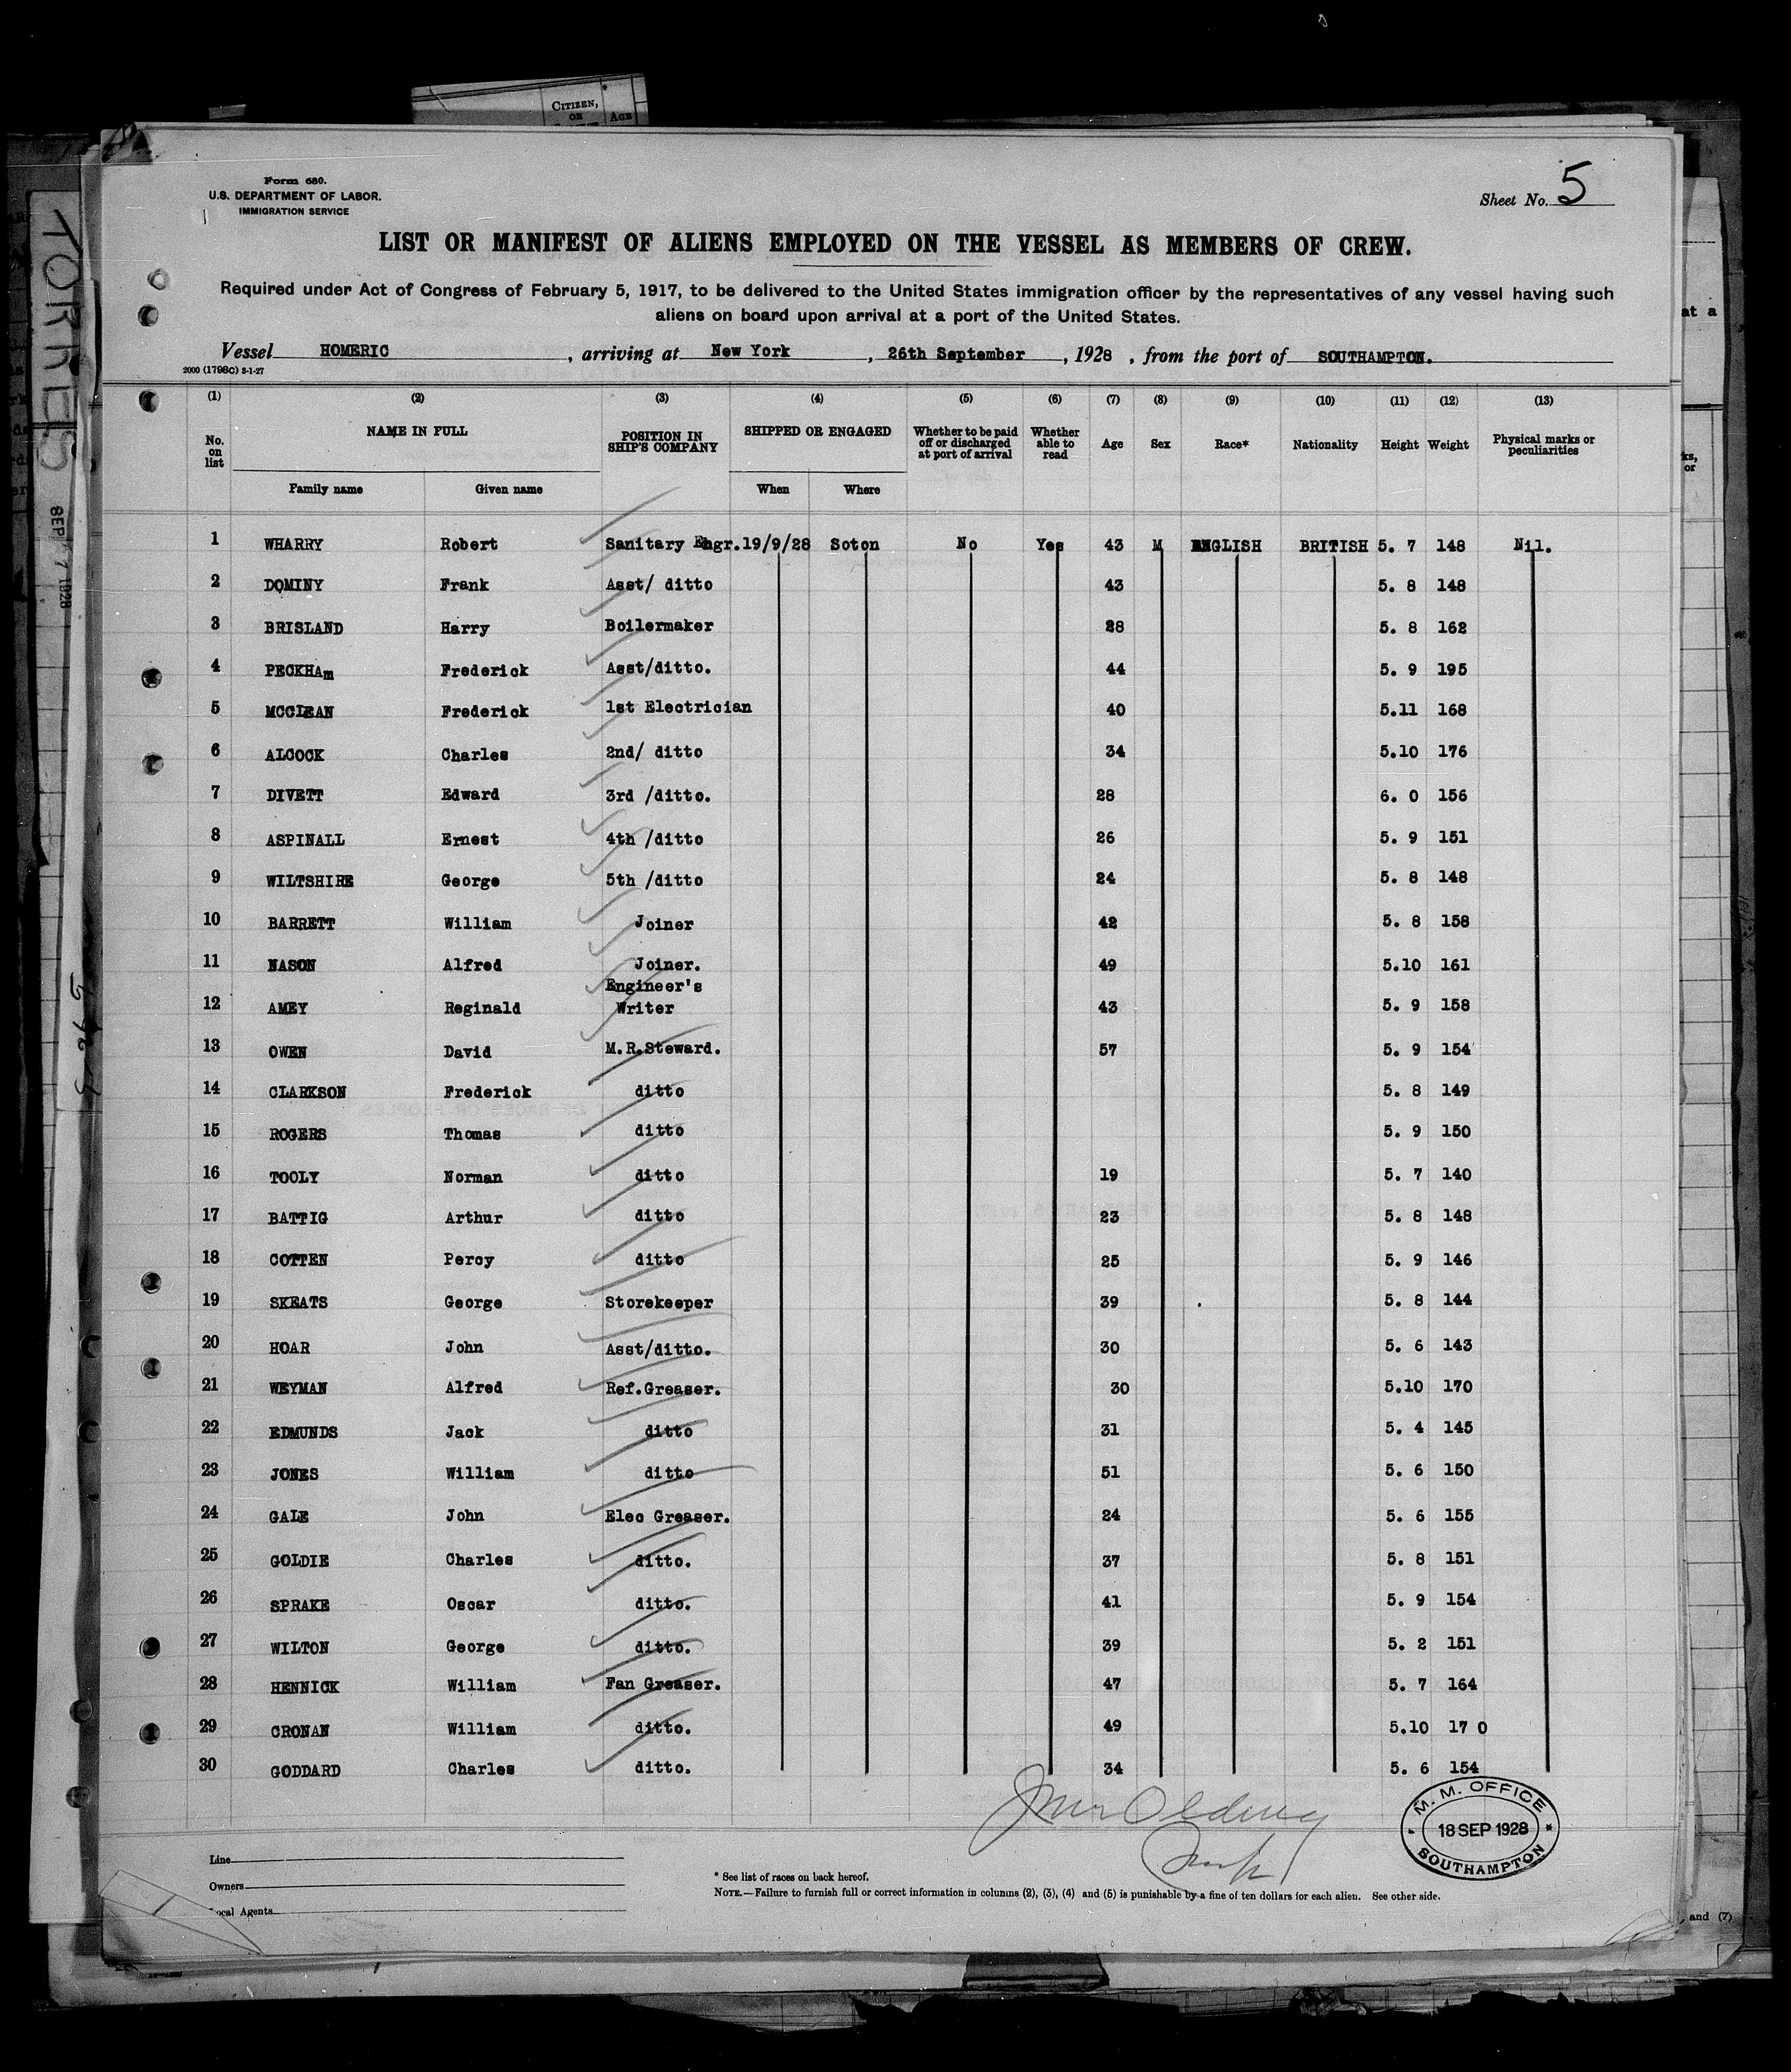 CITIZEN, OR AGE
Form 680.
U.S. DEPARTMENT OF LABOR.
IMMIGRATION SERVICE
Sheet No. 5
LIST OR MANIFEST OF ALIENS EMPLOYED ON THE VESSEL AS MEMBERS OF CREW.
Required under Act of Congress of February 5, 1917, to be delivered to the United States immigration officer by the representatives of any vessel having such
aliens on board upon arrival at a port of the United States.
Vessel HOMERIC, arriving at New York, 26th September, 1928, from the port of SOUTHAMPTON.
2000 (1798C) 3-1-27
(1) (2) (3) (4) (5) (6) (7) (8) (9) (10) (11) (12) (13)
No. on list NAME IN FULL POSITION IN SHIP'S COMPANY SHIPPED OR ENGAGED Whether to be paid off or discharged at port of arrival Whether able to read Age Sex Race* Nationality Height Weight Physical marks or peculiarities
Family name Given name When Where
1 WHARRY Robert Sanitary Engr. 19/9/28 Soton No Yes 43 M ENGLISH BRITISH 5. 7 148 Nil.
2 DOMINY Frank Asst/ ditto 43 5. 8 148
3 BRISLAND Harry Boilermaker 28 5. 8 162
4 PECKHAm Frederick Asst/ditto. 44 5. 9 195
5 MCCLEAN Frederick 1st Electrician 40 5.11 168
6 ALCOCK Charles 2nd/ ditto 34 5.10 176
7 DIVETT Edward 3rd /ditto. 28 6. 0 156
8 ASPINALL Ernest 4th /ditto 26 5. 9 151
9 WILTSHIRE George 5th /ditto 24 5. 8 148
10 BARRETT William Joiner 42 5. 8 158
11 NASON Alfred Joiner. 49 5.10 161
12 AMEY Reginald Engineer's Writer 43 5. 9 158
13 OWEN David M.R.Steward. 57 5. 9 154
14 CLARKSON Frederick ditto 5. 8 149
15 ROGERS Thomas ditto 5. 9 150
16 TOOLY Norman ditto 19 5. 7 140
17 BATTIG Arthur ditto 23 5. 8 148
18 COTTEN Percy ditto 25 5. 9 146
19 SKEATS George Storekeeper 39 5. 8 144
20 HOAR John Asst/ditto. 30 5. 6 143
21 WEYMAN Alfred Ref.Greaser. 30 5.10 170
22 EDMUNDS Jack ditto 31 5. 4 145
23 JONES William ditto 51 5. 6 150
24 GALE John Elec Greaser. 24 5. 6 155
25 GOLDIE Charles ditto. 37 5. 8 151
26 SPRAKE Oscar ditto. 41 5. 9 154
27 WILTON George ditto. 39 5. 2 151
28 HENNICK William Fan Greaser. 47 5. 7 164
29 CRONAN William ditto. 49 5.10 17 0
30 GODDARD Charles ditto. 34 5. 6 154
M. M. OFFICE
18 SEP 1928
SOUTHAMPTON
Line
Owners
Local Agents
* See list of races on back hereof.
NOTE.—Failure to furnish full or correct information in columns (2), (3), (4) and (5) is punishable by a fine of ten dollars for each alien. See other side.
and (7)